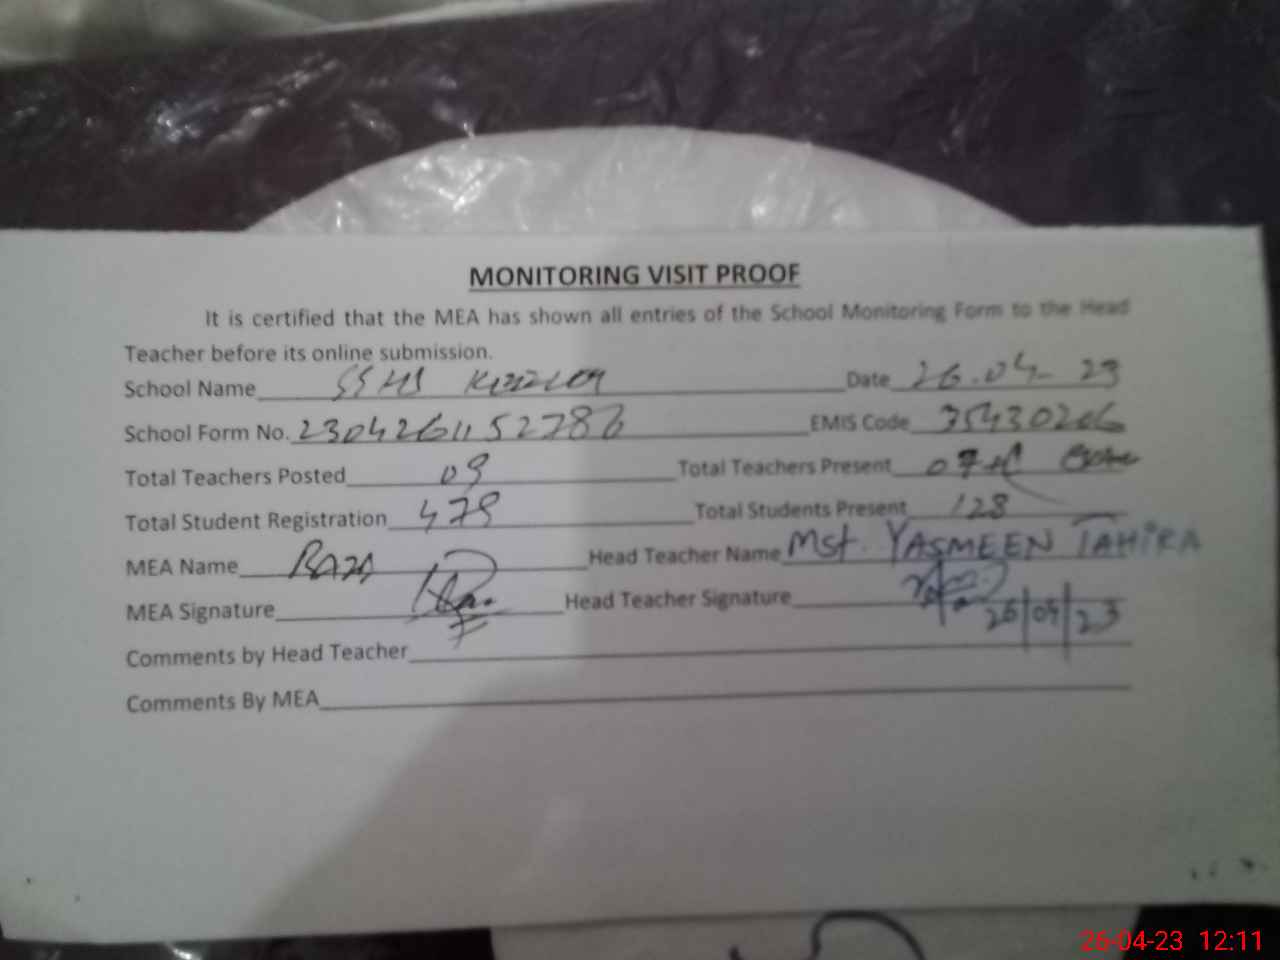 MONITORING VISIT PROOF
It is certified that the MEA has shown all entries of the School Monitoring Form to the Head
Teacher before its online submission.
School Name Date 26.04-23
School Form No. 2304261152786 EMIS Code 35430206
Total Teachers Posted 09 Total Teachers Present 07+1
Total Student Registration 479 Total Students Present 128
MEA Name RAZA Head Teacher Name Mst. YASMEEN TAHIRA
MEA Signature Head Teacher Signature 26/04/23
Comments by Head Teacher
Comments By MEA
26-04-23 12:11